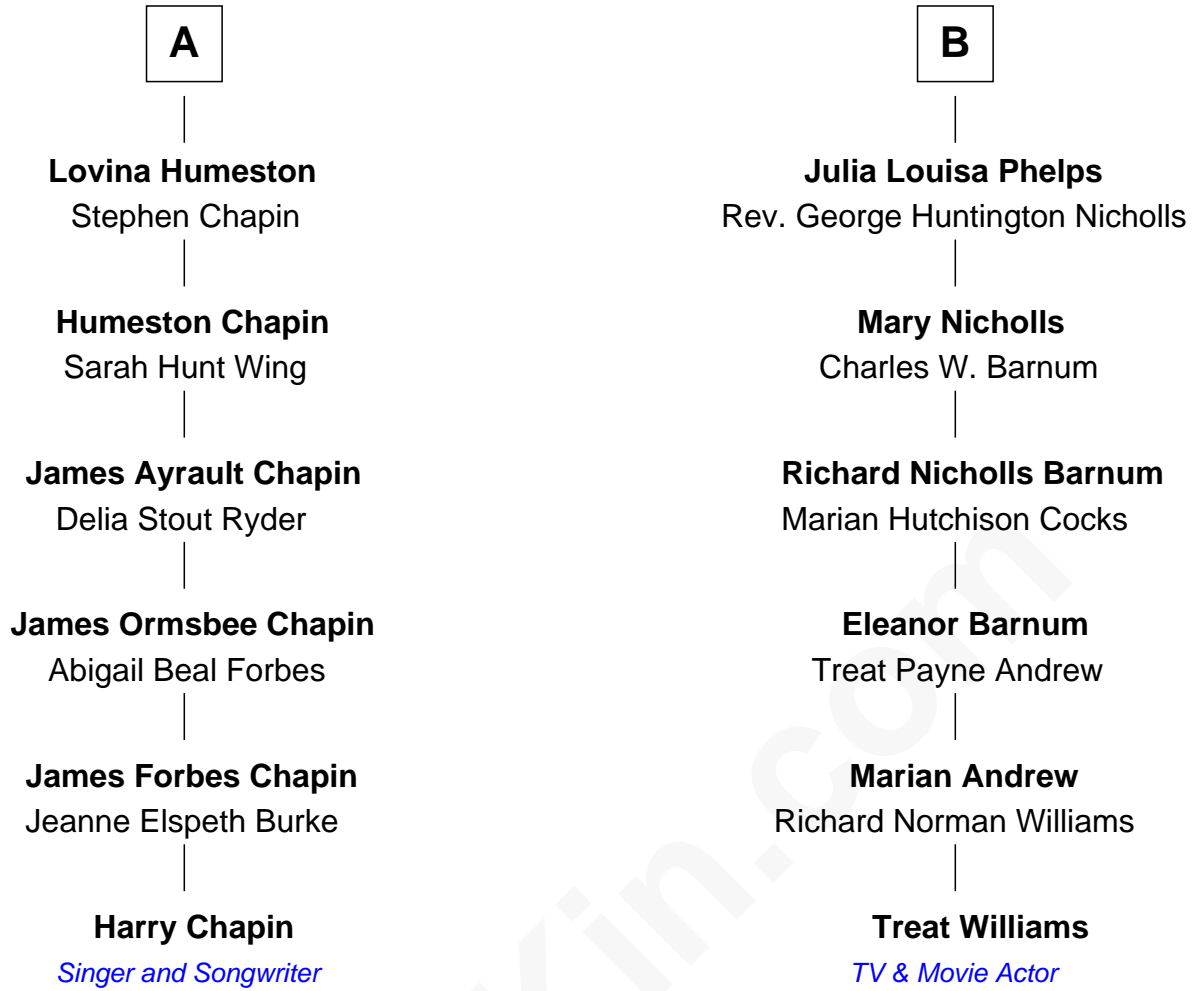 A
Lovina Humeston
Stephen Chapin
Humeston Chapin
Sarah Hunt Wing
James Ayrault Chapin
Delia Stout Ryder
James Ormsbee Chapin
Abigail Beal Forbes
James Forbes Chapin
Jeanne Elspeth Burke
Harry Chapin
Singer and Songwriter
B
Julia Louisa Phelps
Rev. George Huntington Nicholls
Mary Nicholls
Charles W. Barnum
Richard Nicholls Barnum
Marian Hutchison Cocks
Eleanor Barnum
Treat Payne Andrew
Marian Andrew
Richard Norman Williams
Treat Williams
TV & Movie Actor